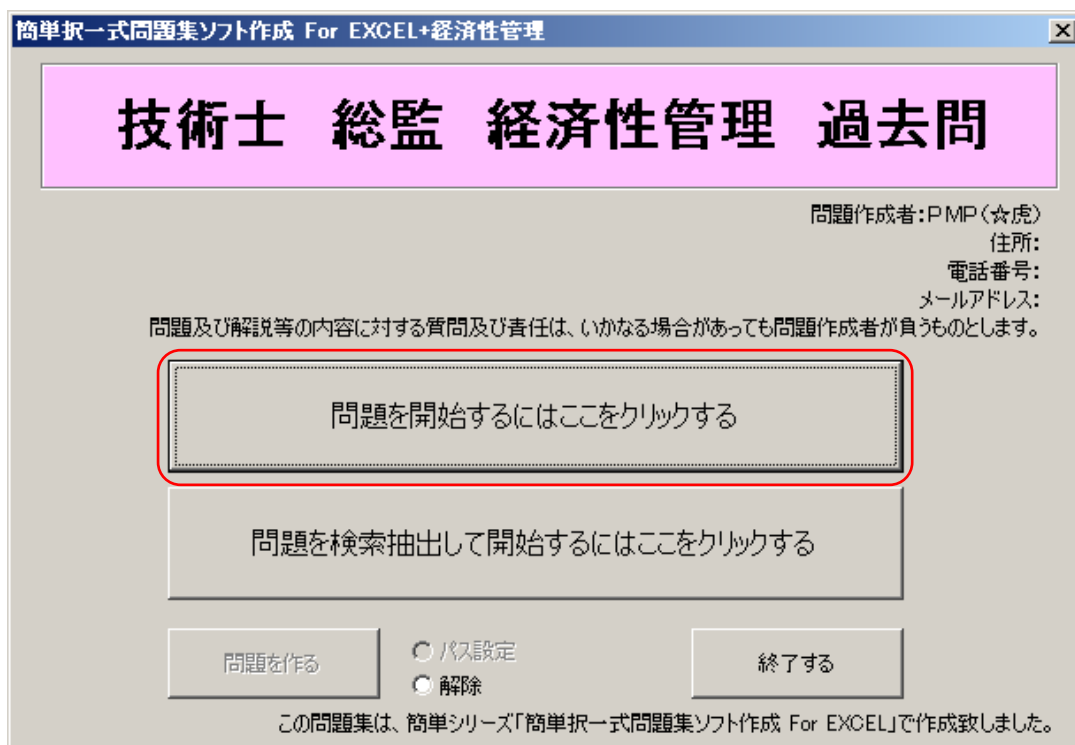 簡単択一式問題集ソフト作成 For EXCEL+経済性管理
技術士 総監 経済性管理 過去問
問題作成者:PMP(☆虎)
住所:
電話番号:
メールアドレス:
問題及び解説等の内容に対する質問及び責任は、いかなる場合があっても問題作成者が負うものとします。
問題を開始するにはここをクリックする
問題を検索抽出して開始するにはここをクリックする
問題を作る
パス設定
解除
終了する
この問題集は、簡単シリーズ「簡単択一式問題集ソフト作成 For EXCEL」で作成致しました。